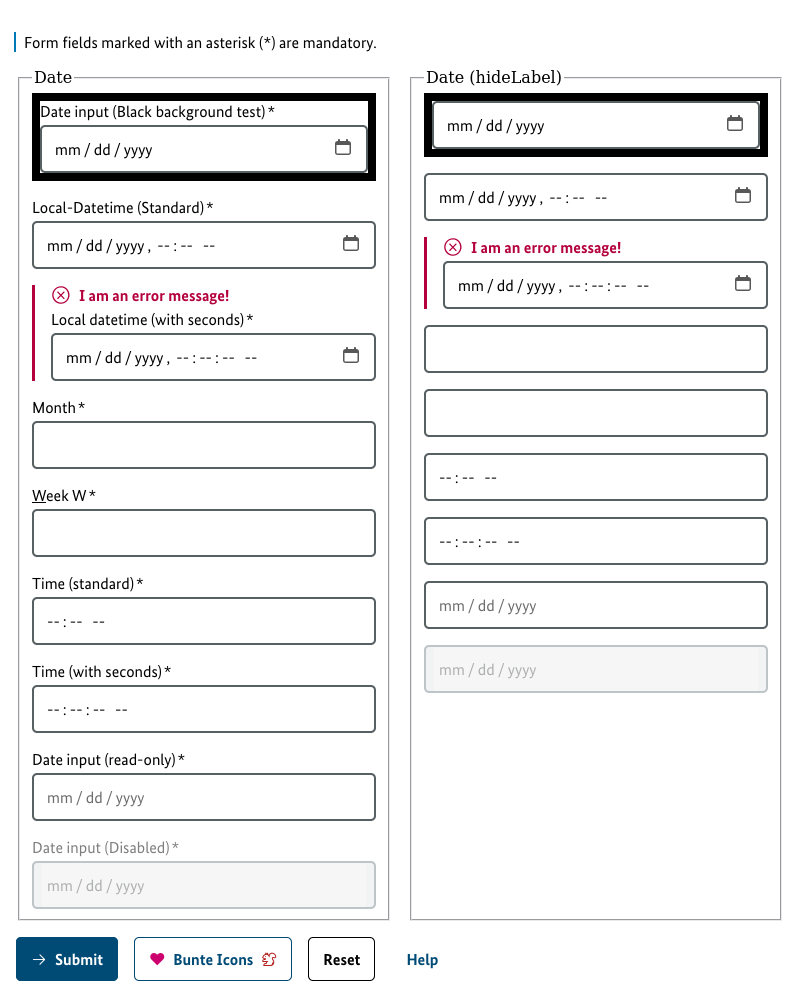 Form fields marked with an asterisk (*) are mandatory.
Date
Date input (Black background test) *
mm / dd / yyyy
Local-Datetime (Standard) *
mm / dd / yyyy , -- : -- --
I am an error message!
Local datetime (with seconds) *
mm / dd / yyyy , -- : -- : -- --
Month *
Week W *
Time (standard) *
-- : -- --
Time (with seconds) *
-- : -- : -- --
Date input (read-only) *
mm / dd / yyyy
Date input (Disabled) *
mm / dd / yyyy
Date (hideLabel)
mm / dd / yyyy
mm / dd / yyyy , -- : -- --
I am an error message!
mm / dd / yyyy , -- : -- : -- --
-- : -- --
-- : -- : -- --
mm / dd / yyyy
mm / dd / yyyy
Submit
Bunte Icons
Reset
Help